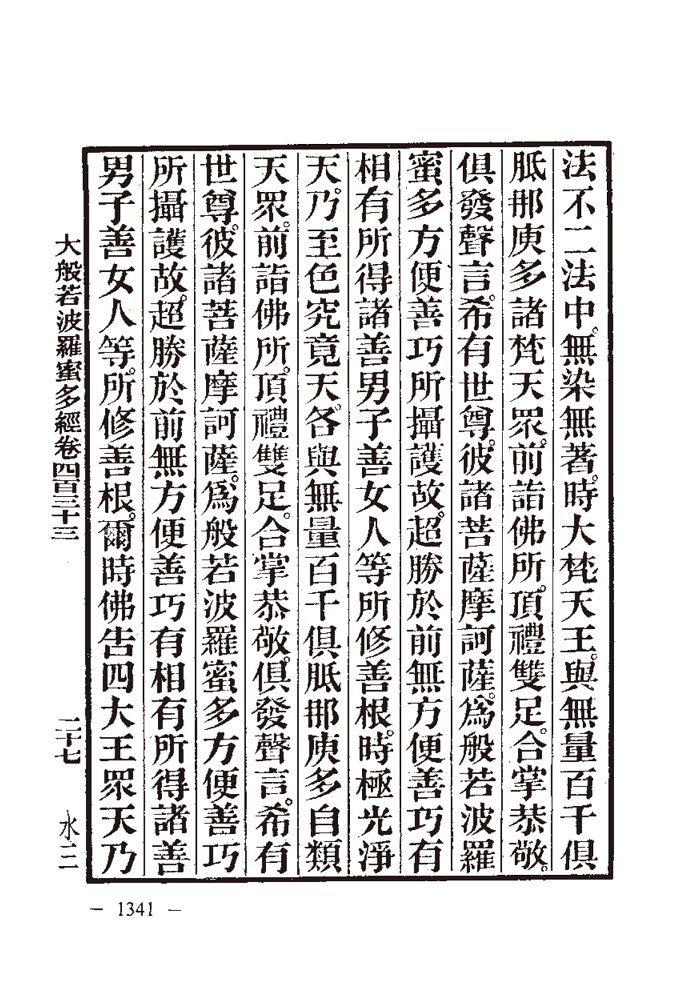 法不二法中。無染無著。時大梵天王。與無量百千俱
胝那庾多諸梵天眾。前詣佛所。頂禮雙足。合掌恭敬。
俱發聲言。希有世尊。彼諸菩薩摩訶薩。為般若波羅
蜜多方便善巧所攝護故。超勝於前無方便善巧有
相有所得諸善男子善女人等所修善根。時極光淨
天。乃至色究竟天。各與無量百千俱胝那庾多自類
天眾。前詣佛所。頂禮雙足。合掌恭敬。俱發聲言。希有
世尊。彼諸菩薩摩訶薩。為般若波羅蜜多方便善巧
所攝護故。超勝於前無方便善巧有相有所得諸善
男子善女人等。所修善根。爾時佛告四大王眾天。乃
大般若波羅蜜多經卷四百三十三 二十七 水三
— 1341 —